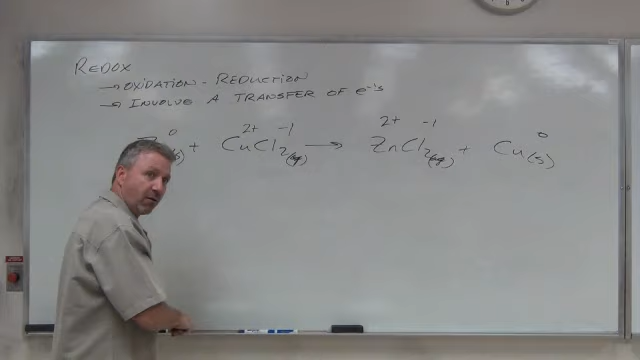 REDOX
→ OXIDATION - REDUCTION
→ INVOLVE A TRANSFER OF e⁻'s
0 2+ -1 2+ -1 0
(s) + CuCl₂(aq) → ZnCl₂(aq) + Cu(s)